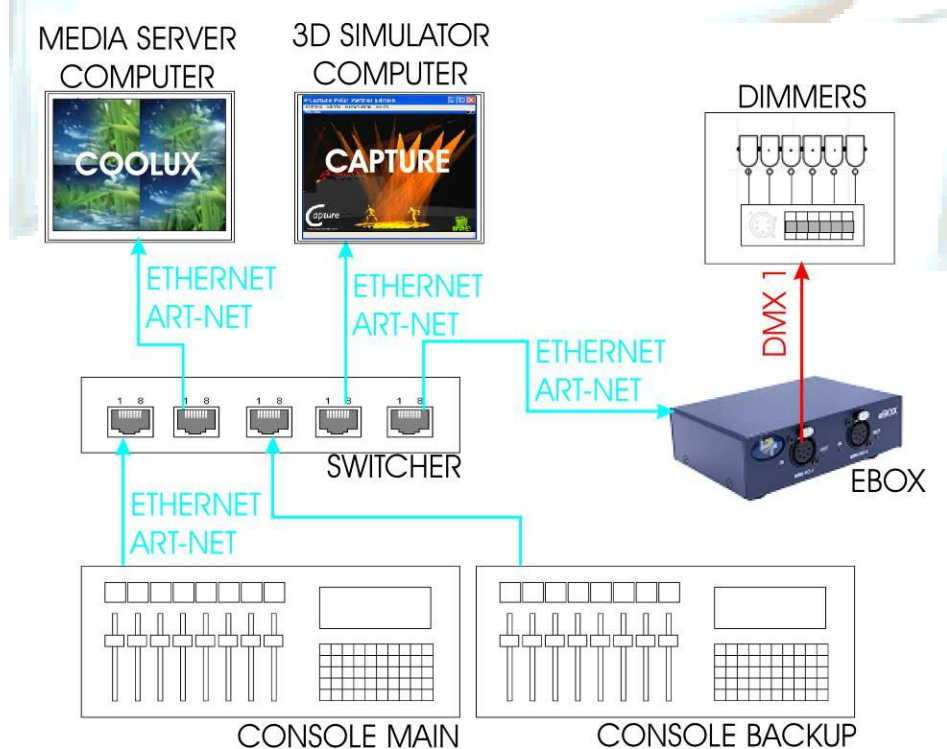 MEDIA SERVER
COMPUTER
3D SIMULATOR
COMPUTER
DIMMERS
COOLUX
CAPTURE
Capture
ETHERNET
ART-NET
ETHERNET
ART-NET
DMX 1
ETHERNET
ART-NET
1 8
1 8
1 8
1 8
1 8
SWITCHER
eBOX
EBOX
ETHERNET
ART-NET
CONSOLE MAIN
CONSOLE BACKUP